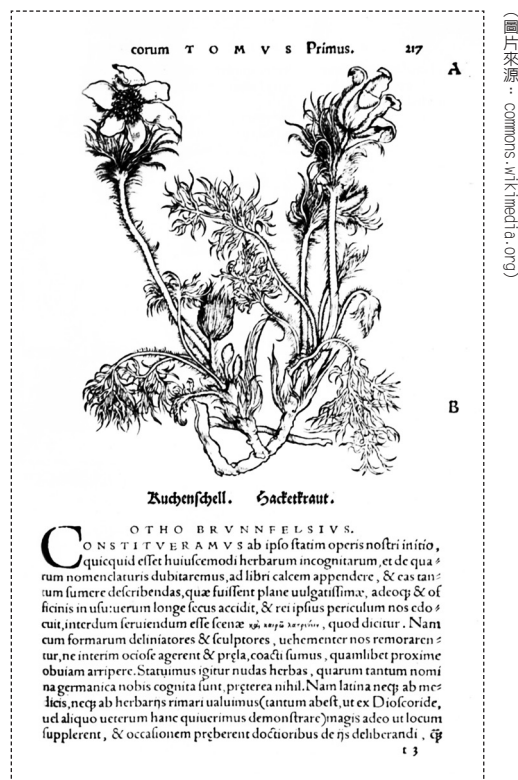 corum TOMVS Primus. 217
A
B
Kuchenschell. Hacketkraut.
OTHO BRVNNFELSIVS.
CONSTITVERAMVS ab ipso statim operis nostri initio,
quicquid esset huiuscemodi herbarum incognitarum, et de qua⸗
rum nomenclaturis dubitaremus, ad libri calcem appendere, & eas tan⸗
tum sumere describendas, quæ fuissent plane uulgatissimæ, adeoq; & of
ficinis in usu: uerum longe secus accidit, & rei ipsius periculum nos edo⸗
cuit, interdum seruiendum esse scenæ, quod dicitur. Nam
cum formarum deliniatores & sculptores, uehementer nos remoraren⸗
tur, ne interim ociose agerent & pręla, coacti sumus, quamlibet proxime
obuiam arripere. Statuimus igitur nudas herbas, quarum tantum nomi
na germanica nobis cognita sunt, pręterea nihil. Nam latina neq; ab me⸗
dicis, neq; ab herbarijs rimari ualuimus (tantum abest, ut ex Dioscoride,
uel aliquo ueterum hanc quiuerimus demonstrare) magis adeo ut locum
supplerent, & occasionem pręberent doctioribus de ijs deliberandi,
t 3
(圖片來源：commons.wikimedia.org)